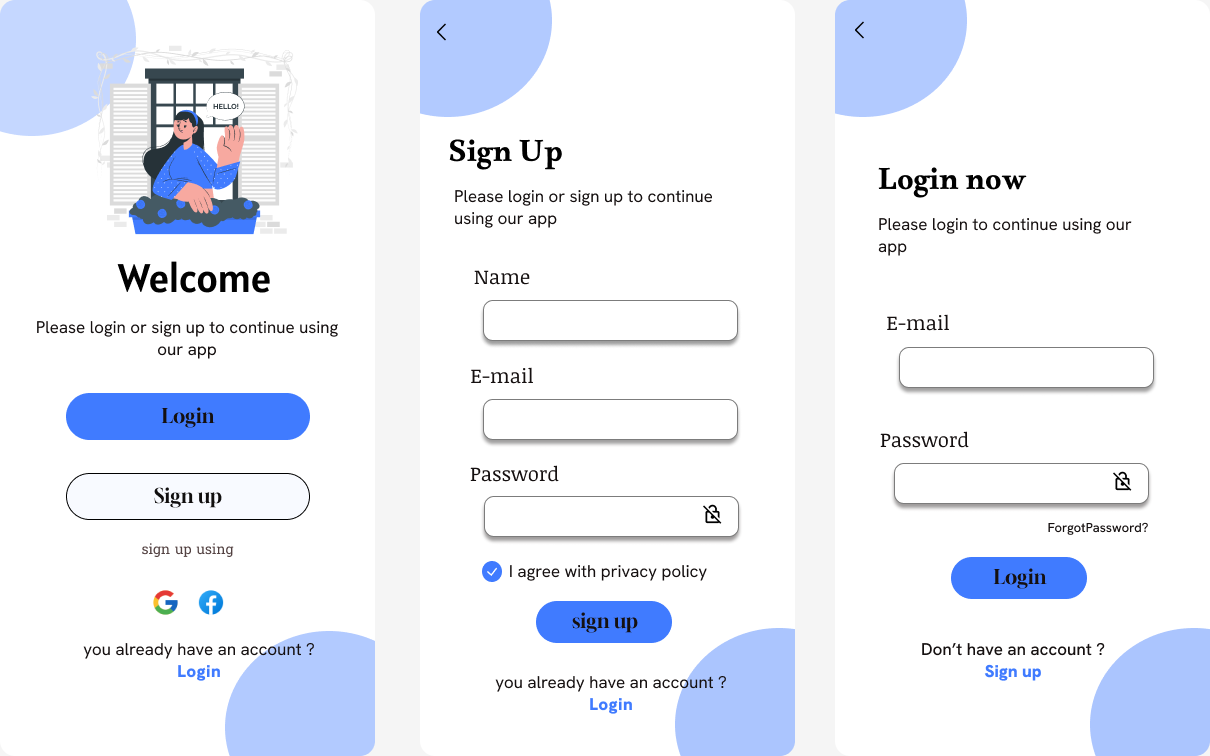 HELLO!
Welcome
Please login or sign up to continue using
our app
Login
Sign up
sign up using
you already have an account ?
Login
Sign Up
Please login or sign up to continue
using our app
Name
E-mail
Password
I agree with privacy policy
sign up
you already have an account ?
Login
Login now
Please login to continue using our
app
E-mail
Password
ForgotPassword?
Login
Don’t have an account ?
Sign up